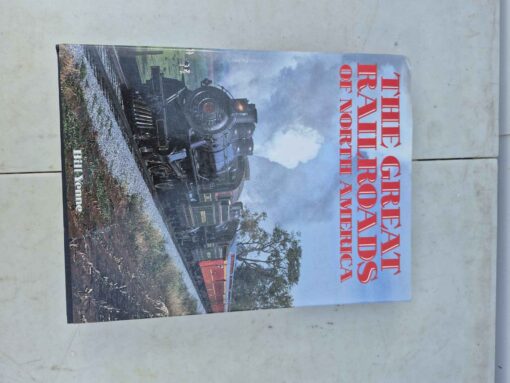 THE GREAT
RAILROADS
OF NORTH AMERICA
Bill Yenne